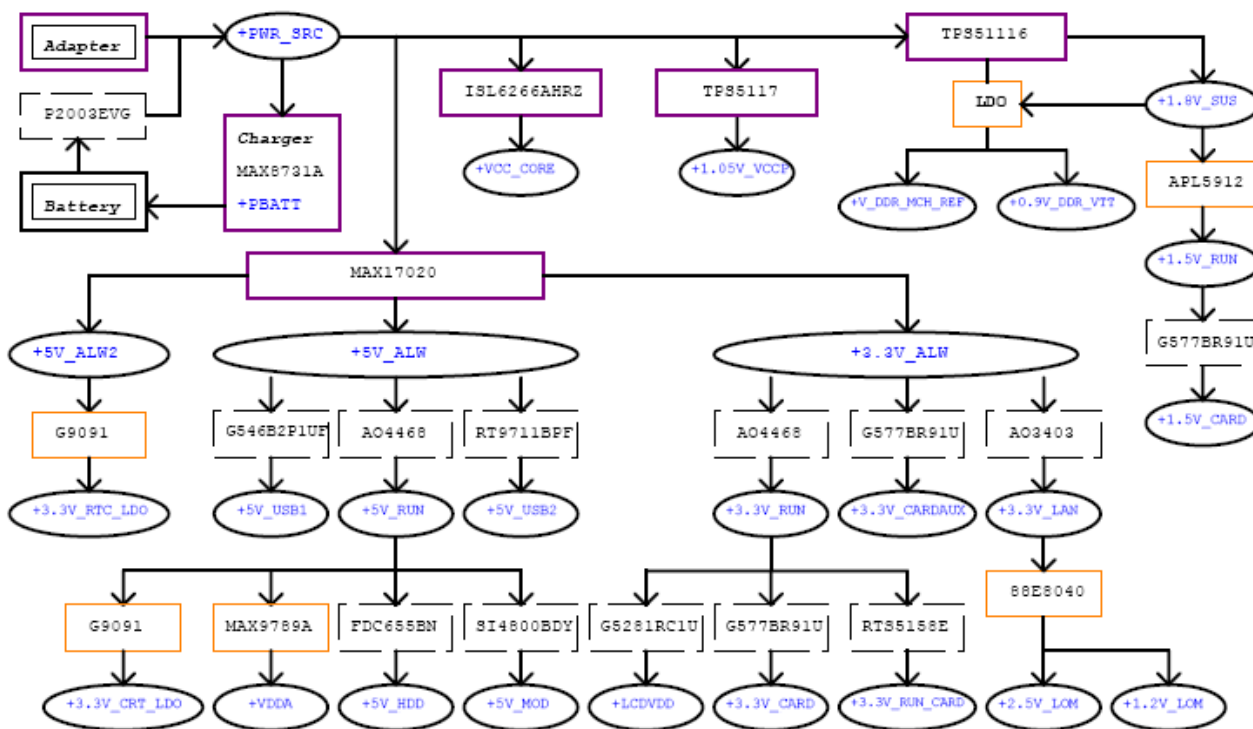 Adapter
+PWR_SRC
TPS51116
P2003EVG
ISL6266AHRZ
TPS5117
LDO
+1.8V_SUS
Charger
MAX8731A
+PBATT
Battery
+VCC_CORE
+1.05V_VCCP
+V_DDR_MCH_REF
+0.9V_DDR_VTT
APL5912
+1.5V_RUN
MAX17020
+5V_ALW2
+5V_ALW
+3.3V_ALW
G577BR91U
+1.5V_CARD
G9091
G546B2P1UF
AO4468
RT9711BPF
AO4468
G577BR91U
AO3403
+3.3V_RTC_LDO
+5V_USB1
+5V_RUN
+5V_USB2
+3.3V_RUN
+3.3V_CARDAUX
+3.3V_LAN
88E8040
G9091
MAX9789A
FDC655BN
SI4800BDY
G5281RC1U
G577BR91U
RTS5158E
+3.3V_CRT_LDO
+VDDA
+5V_HDD
+5V_MOD
+LCDVDD
+3.3V_CARD
+3.3V_RUN_CARD
+2.5V_LOM
+1.2V_LOM